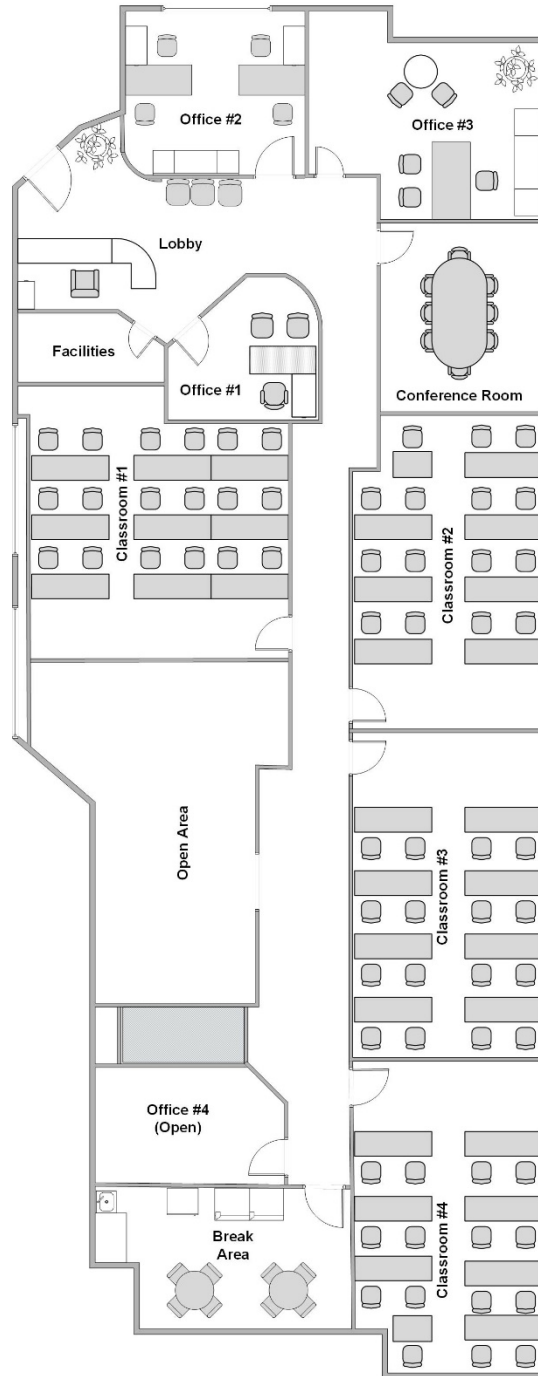 Office #2
Office #3
Lobby
Facilities
Office #1
Conference Room
Classroom #1
Classroom #2
Classroom #3
Open Area
Office #4
(Open)
Break
Area
Classroom #4